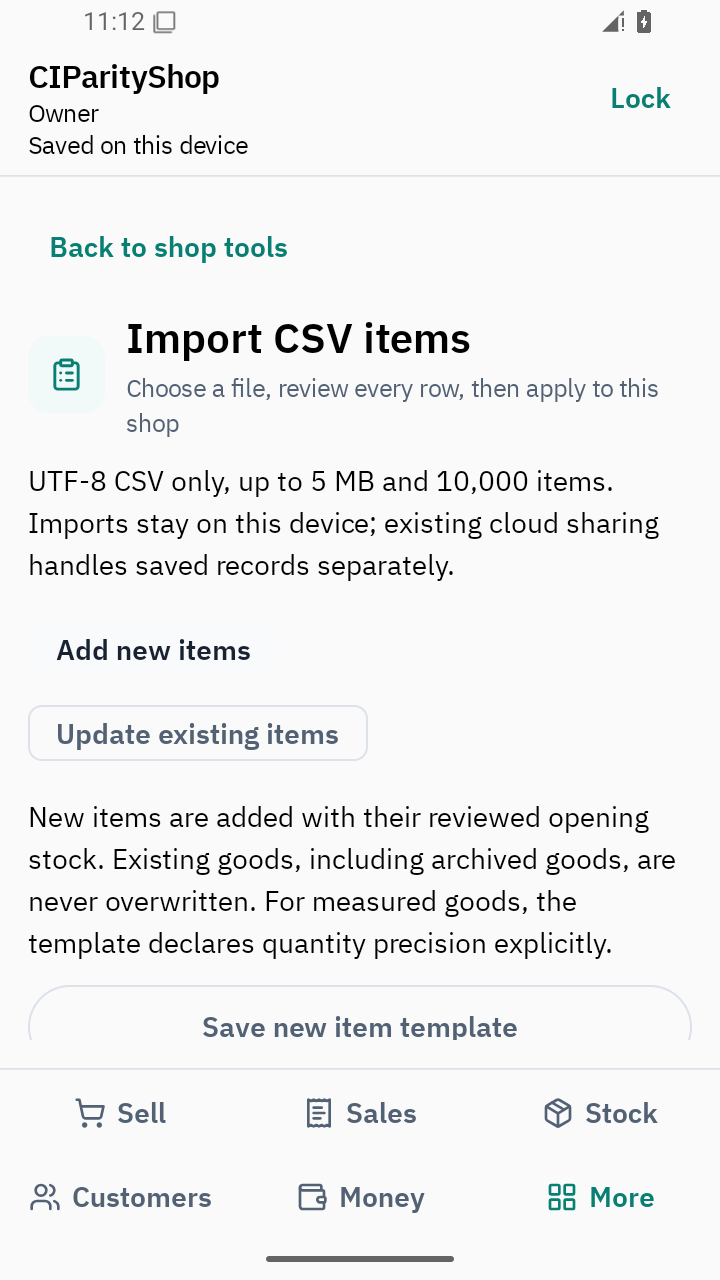 11:12
CIParityShop
Owner
Saved on this device
Lock
Back to shop tools
Import CSV items
Choose a file, review every row, then apply to this
shop
UTF-8 CSV only, up to 5 MB and 10,000 items.
Imports stay on this device; existing cloud sharing
handles saved records separately.
Add new items
Update existing items
New items are added with their reviewed opening
stock. Existing goods, including archived goods, are
never overwritten. For measured goods, the
template declares quantity precision explicitly.
Save new item template
Sell
Sales
Stock
Customers
Money
More